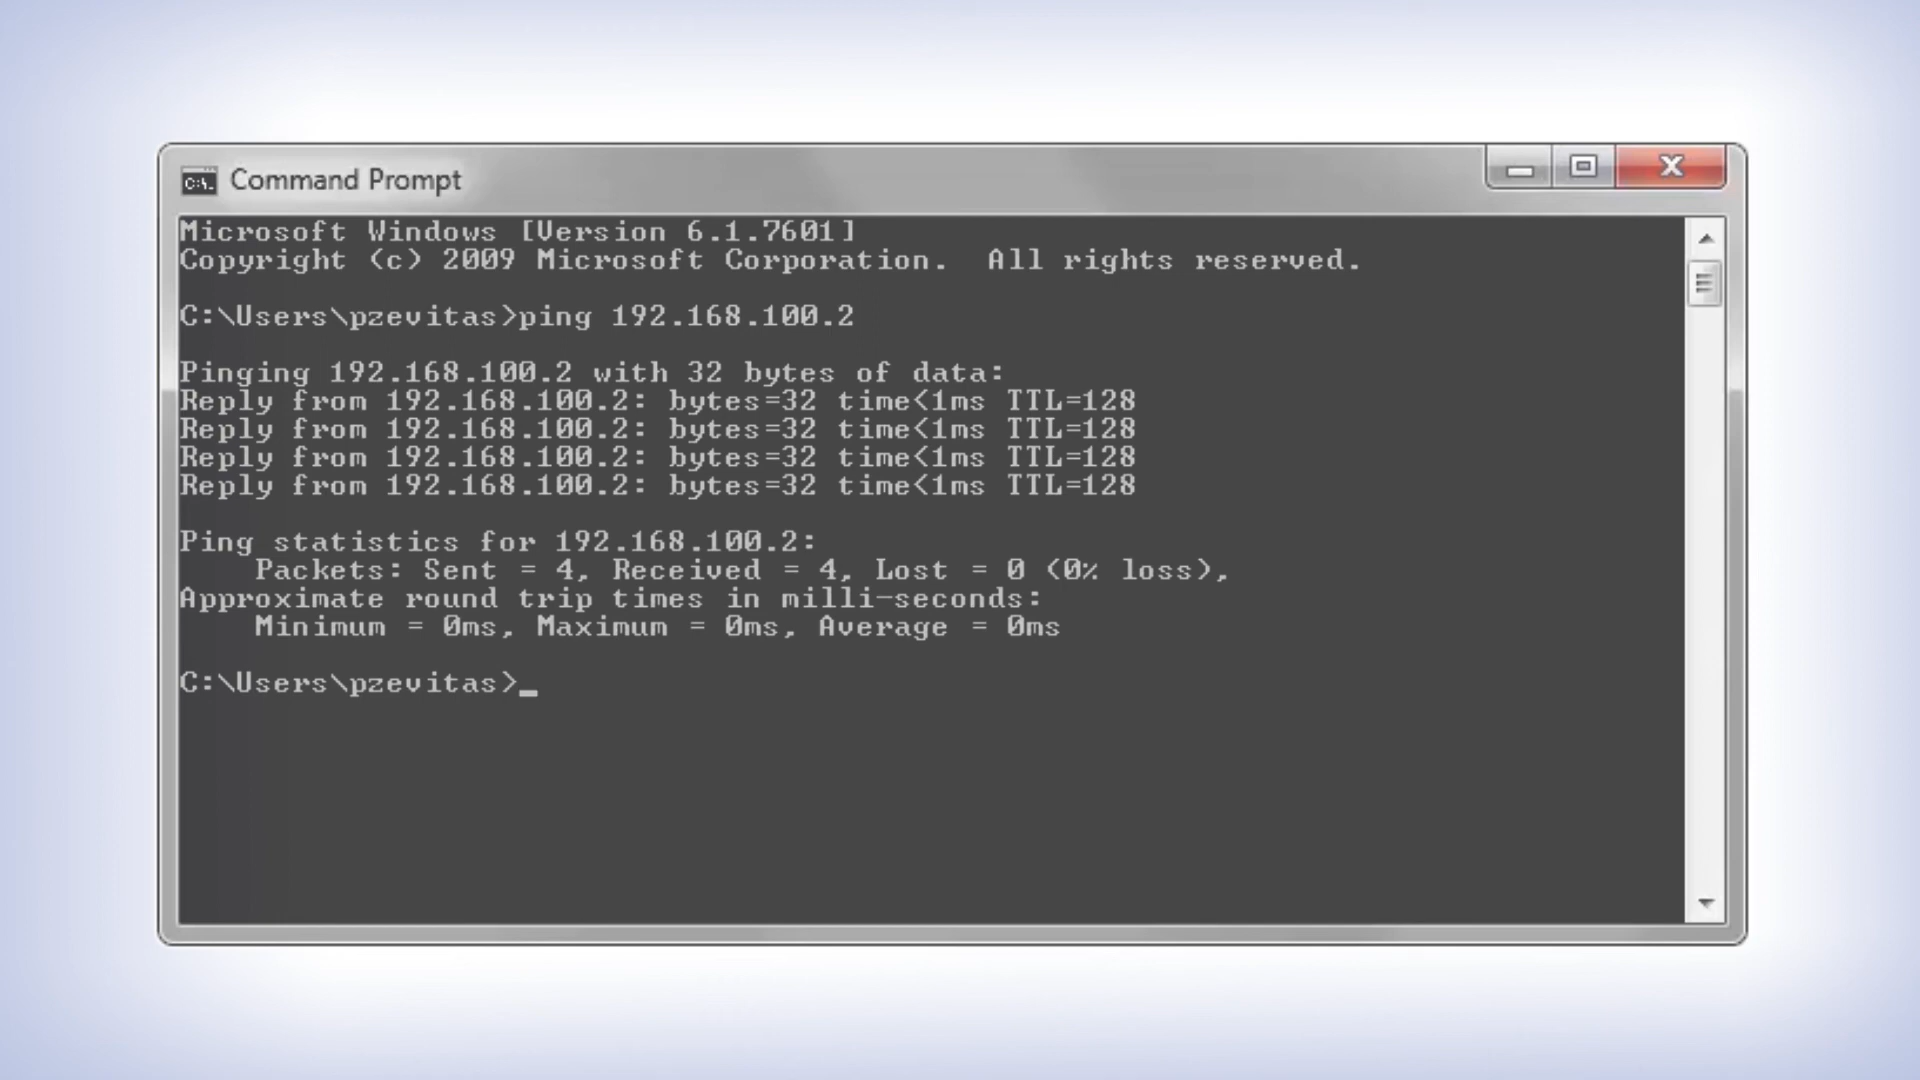 Command Prompt
Microsoft Windows [Version 6.1.7601]
Copyright (c) 2009 Microsoft Corporation.  All rights reserved.
C:\Users\pzevitas>ping 192.168.100.2
Pinging 192.168.100.2 with 32 bytes of data:
Reply from 192.168.100.2: bytes=32 time<1ms TTL=128
Reply from 192.168.100.2: bytes=32 time<1ms TTL=128
Reply from 192.168.100.2: bytes=32 time<1ms TTL=128
Reply from 192.168.100.2: bytes=32 time<1ms TTL=128
Ping statistics for 192.168.100.2:
    Packets: Sent = 4, Received = 4, Lost = 0 (0% loss),
Approximate round trip times in milli-seconds:
    Minimum = 0ms, Maximum = 0ms, Average = 0ms
C:\Users\pzevitas>_